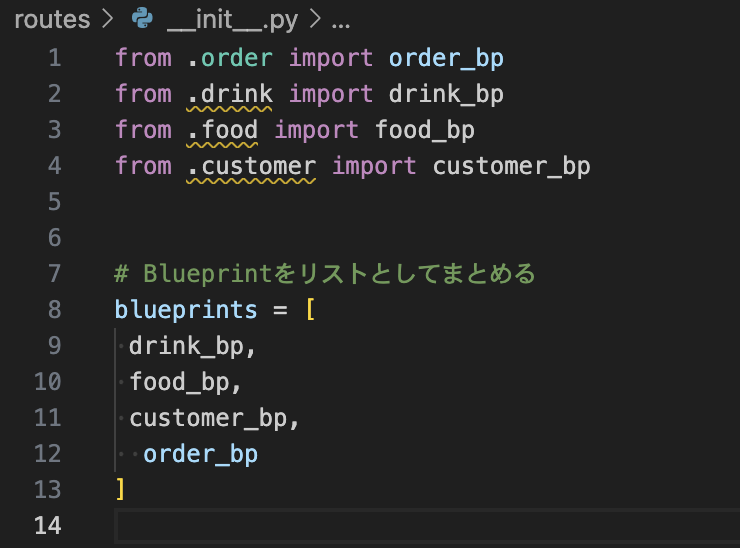 routes > __init__.py > ...
1 from .order import order_bp
2 from .drink import drink_bp
3 from .food import food_bp
4 from .customer import customer_bp
5
6
7 # Blueprintをリストとしてまとめる
8 blueprints = [
9  drink_bp,
10  food_bp,
11  customer_bp,
12   order_bp
13 ]
14